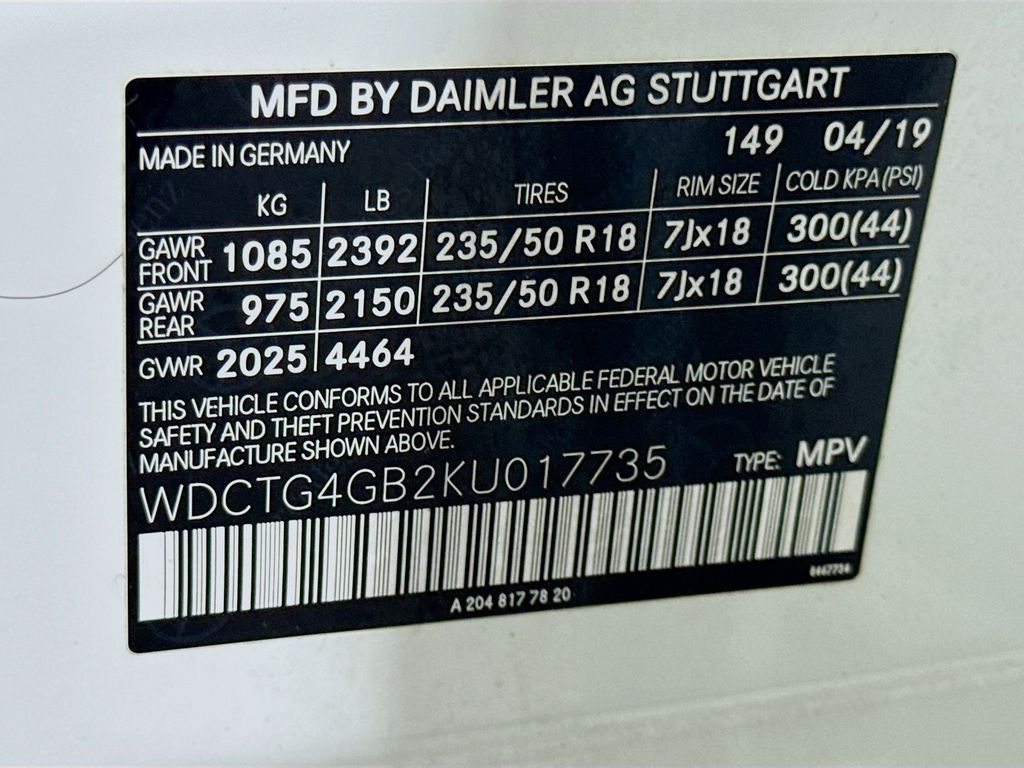 MFD BY DAIMLER AG STUTTGART
MADE IN GERMANY 149 04/19
KG LB TIRES RIM SIZE COLD KPA(PSI)
GAWR FRONT 1085 2392 235/50 R18 7Jx18 300(44)
GAWR REAR 975 2150 235/50 R18 7Jx18 300(44)
GVWR 2025 4464
THIS VEHICLE CONFORMS TO ALL APPLICABLE FEDERAL MOTOR VEHICLE
SAFETY AND THEFT PREVENTION STANDARDS IN EFFECT ON THE DATE OF
MANUFACTURE SHOWN ABOVE.
WDCTG4GB2KU017735 TYPE: MPV
A 204 817 78 20